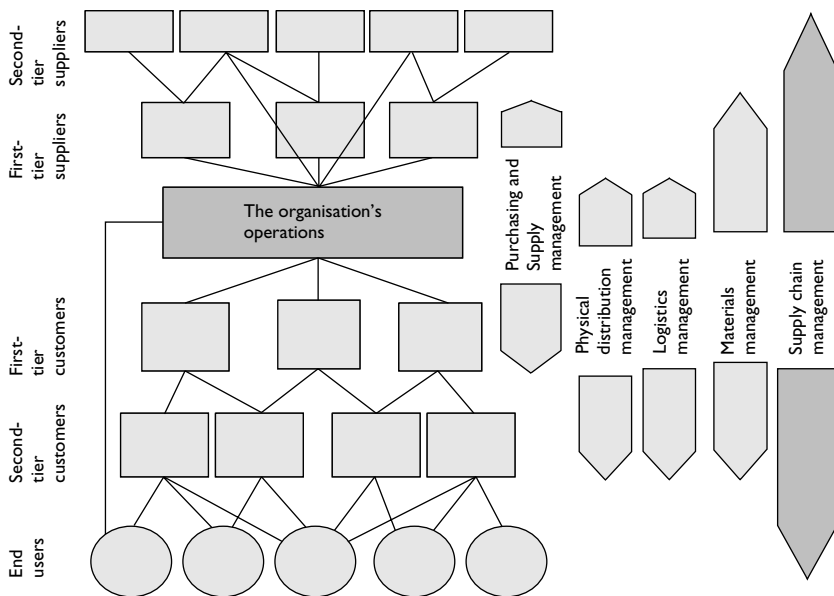 Second-
tier
suppliers
First-
tier
suppliers
The organisation’s
operations
First-
tier
customers
Second-
tier
customers
End
users
Purchasing and
Supply
management
Physical
distribution
management
Logistics
management
Materials
management
Supply chain
management